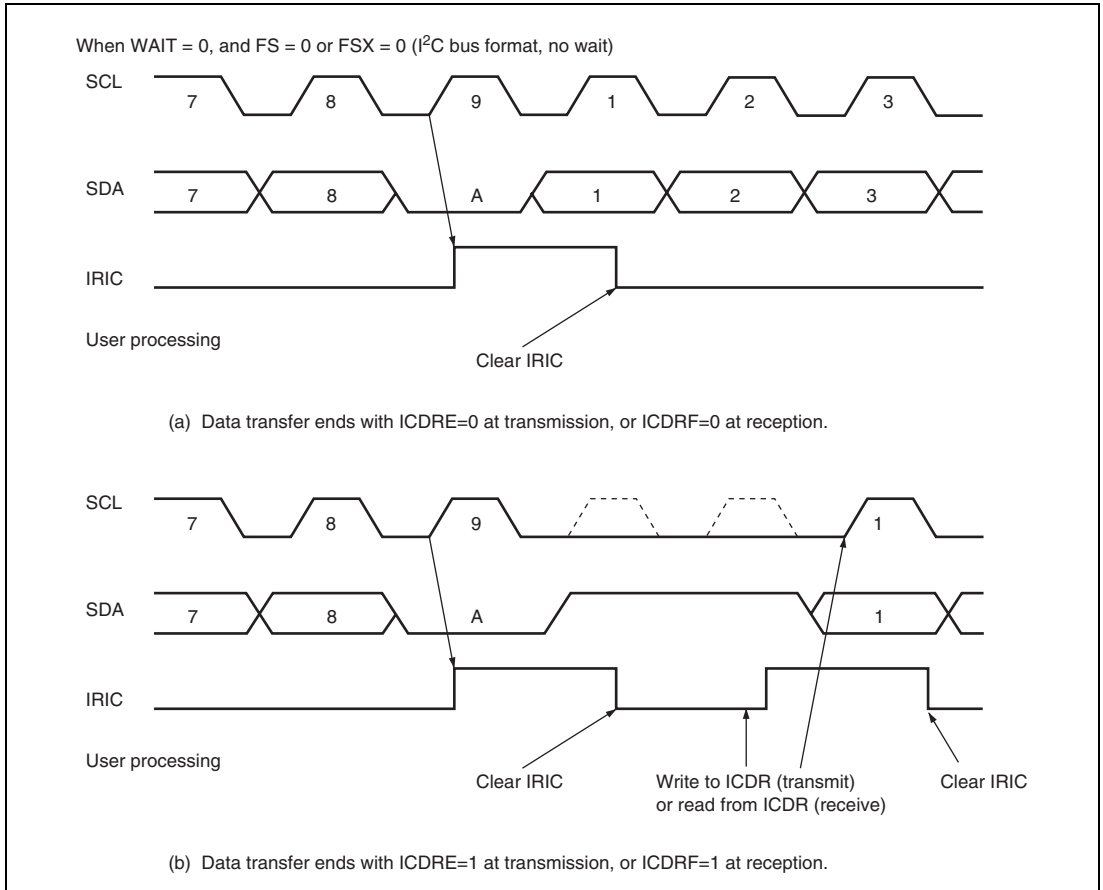 When WAIT = 0, and FS = 0 or FSX = 0 (I²C bus format, no wait)
SCL
7 8 9 1 2 3
SDA
7 8 A 1 2 3
IRIC
User processing
Clear IRIC
(a) Data transfer ends with ICDRE=0 at transmission, or ICDRF=0 at reception.
SCL
7 8 9 1
SDA
7 8 A 1
IRIC
User processing
Clear IRIC
Write to ICDR (transmit)
or read from ICDR (receive)
Clear IRIC
(b) Data transfer ends with ICDRE=1 at transmission, or ICDRF=1 at reception.